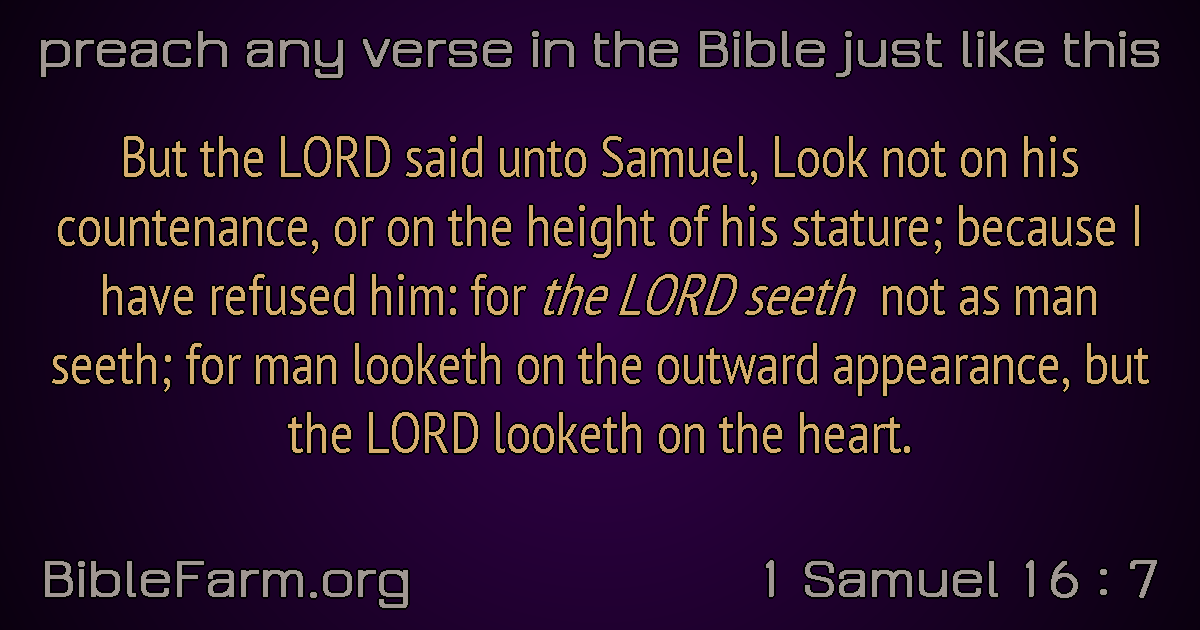 preach any verse in the Bible just like this
But the LORD said unto Samuel, Look not on his
countenance, or on the height of his stature; because I
have refused him: for the LORD seeth not as man
seeth; for man looketh on the outward appearance, but
the LORD looketh on the heart.
BibleFarm.org
1 Samuel 16 : 7